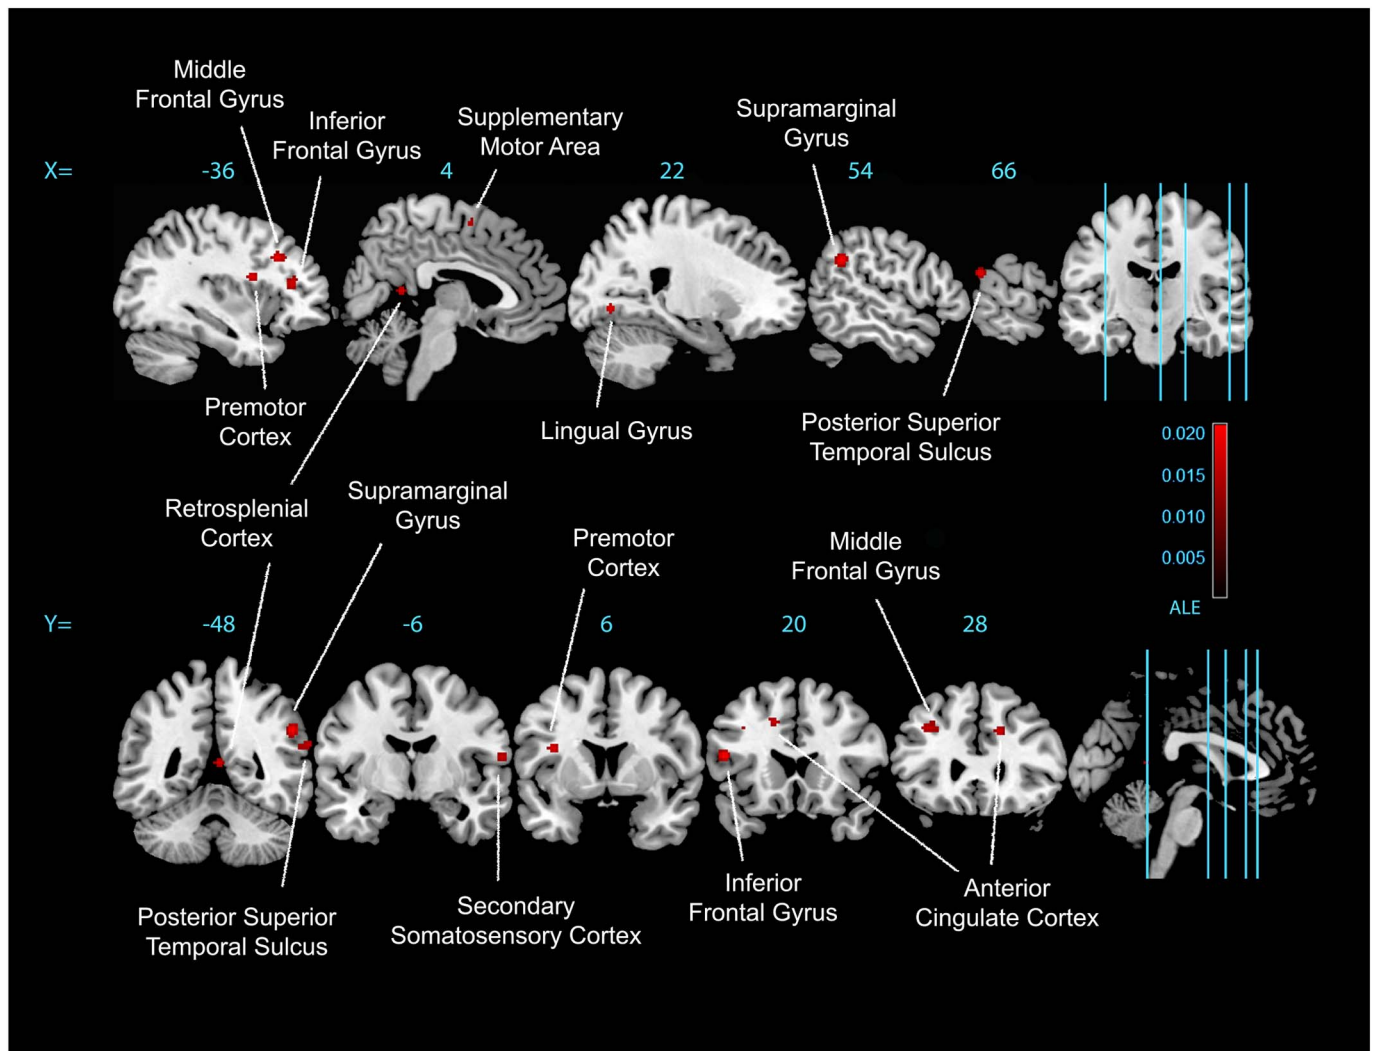 Middle
Frontal Gyrus
Inferior
Frontal Gyrus
Supplementary
Motor Area
Supramarginal
Gyrus
X= -36 4 22 54 66
Premotor
Cortex
Lingual Gyrus
Posterior Superior
Temporal Sulcus
0.020
0.015
0.010
0.005
ALE
Retrosplenial
Cortex
Supramarginal
Gyrus
Premotor
Cortex
Middle
Frontal Gyrus
Y= -48 -6 6 20 28
Posterior Superior
Temporal Sulcus
Secondary
Somatosensory Cortex
Inferior
Frontal Gyrus
Anterior
Cingulate Cortex